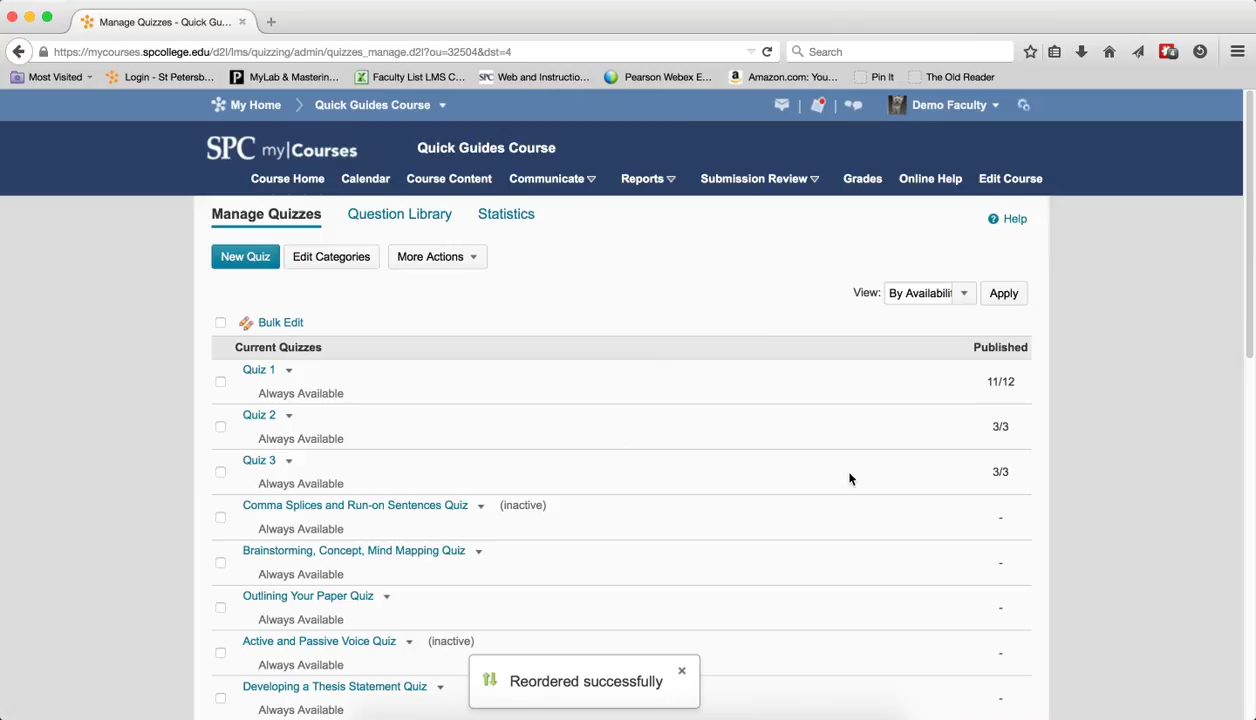 Manage Quizzes - Quick Gu...
https://mycourses.spcollege.edu/d2l/lms/quizzing/admin/quizzes_manage.d2l?ou=32504&dst=4
Search
Most Visited
Login - St Petersb...
MyLab & Masterin...
Faculty List LMS C...
Web and Instructio...
Pearson Webex E...
Amazon.com: You...
Pin It
The Old Reader
My Home
Quick Guides Course
Demo Faculty
SPC my|Courses
Quick Guides Course
Course Home
Calendar
Course Content
Communicate
Reports
Submission Review
Grades
Online Help
Edit Course
Manage Quizzes
Question Library
Statistics
Help
New Quiz
Edit Categories
More Actions
View: By Availabilit
Apply
Bulk Edit
Current Quizzes
Published
Quiz 1
Always Available
11/12
Quiz 2
Always Available
3/3
Quiz 3
Always Available
3/3
Comma Splices and Run-on Sentences Quiz (inactive)
Always Available
-
Brainstorming, Concept, Mind Mapping Quiz
Always Available
-
Outlining Your Paper Quiz
Always Available
-
Active and Passive Voice Quiz (inactive)
Always Available
-
Developing a Thesis Statement Quiz
Always Available
-
Reordered successfully